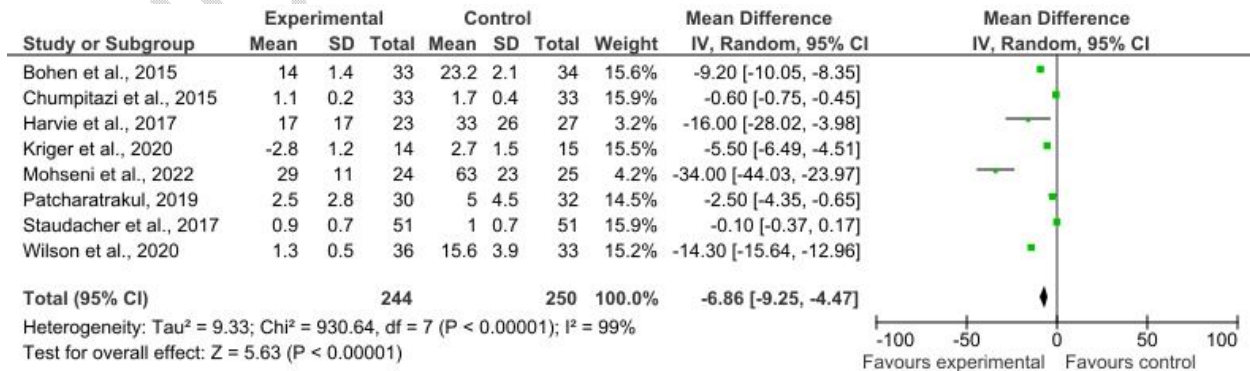 Experimental Control Mean Difference Mean Difference
Study or Subgroup Mean SD Total Mean SD Total Weight IV, Random, 95% CI IV, Random, 95% CI
Bohen et al., 2015 14 1.4 33 23.2 2.1 34 15.6% -9.20 [-10.05, -8.35]
Chumpitazi et al., 2015 1.1 0.2 33 1.7 0.4 33 15.9% -0.60 [-0.75, -0.45]
Harvie et al., 2017 17 17 23 33 26 27 3.2% -16.00 [-28.02, -3.98]
Kriger et al., 2020 -2.8 1.2 14 2.7 1.5 15 15.5% -5.50 [-6.49, -4.51]
Mohseni et al., 2022 29 11 24 63 23 25 4.2% -34.00 [-44.03, -23.97]
Patcharatrakul, 2019 2.5 2.8 30 5 4.5 32 14.5% -2.50 [-4.35, -0.65]
Staudacher et al., 2017 0.9 0.7 51 1 0.7 51 15.9% -0.10 [-0.37, 0.17]
Wilson et al., 2020 1.3 0.5 36 15.6 3.9 33 15.2% -14.30 [-15.64, -12.96]
Total (95% CI) 244 250 100.0% -6.86 [-9.25, -4.47]
Heterogeneity: Tau² = 9.33; Chi² = 930.64, df = 7 (P < 0.00001); I² = 99%
Test for overall effect: Z = 5.63 (P < 0.00001)
-100 -50 0 50 100
Favours experimental Favours control